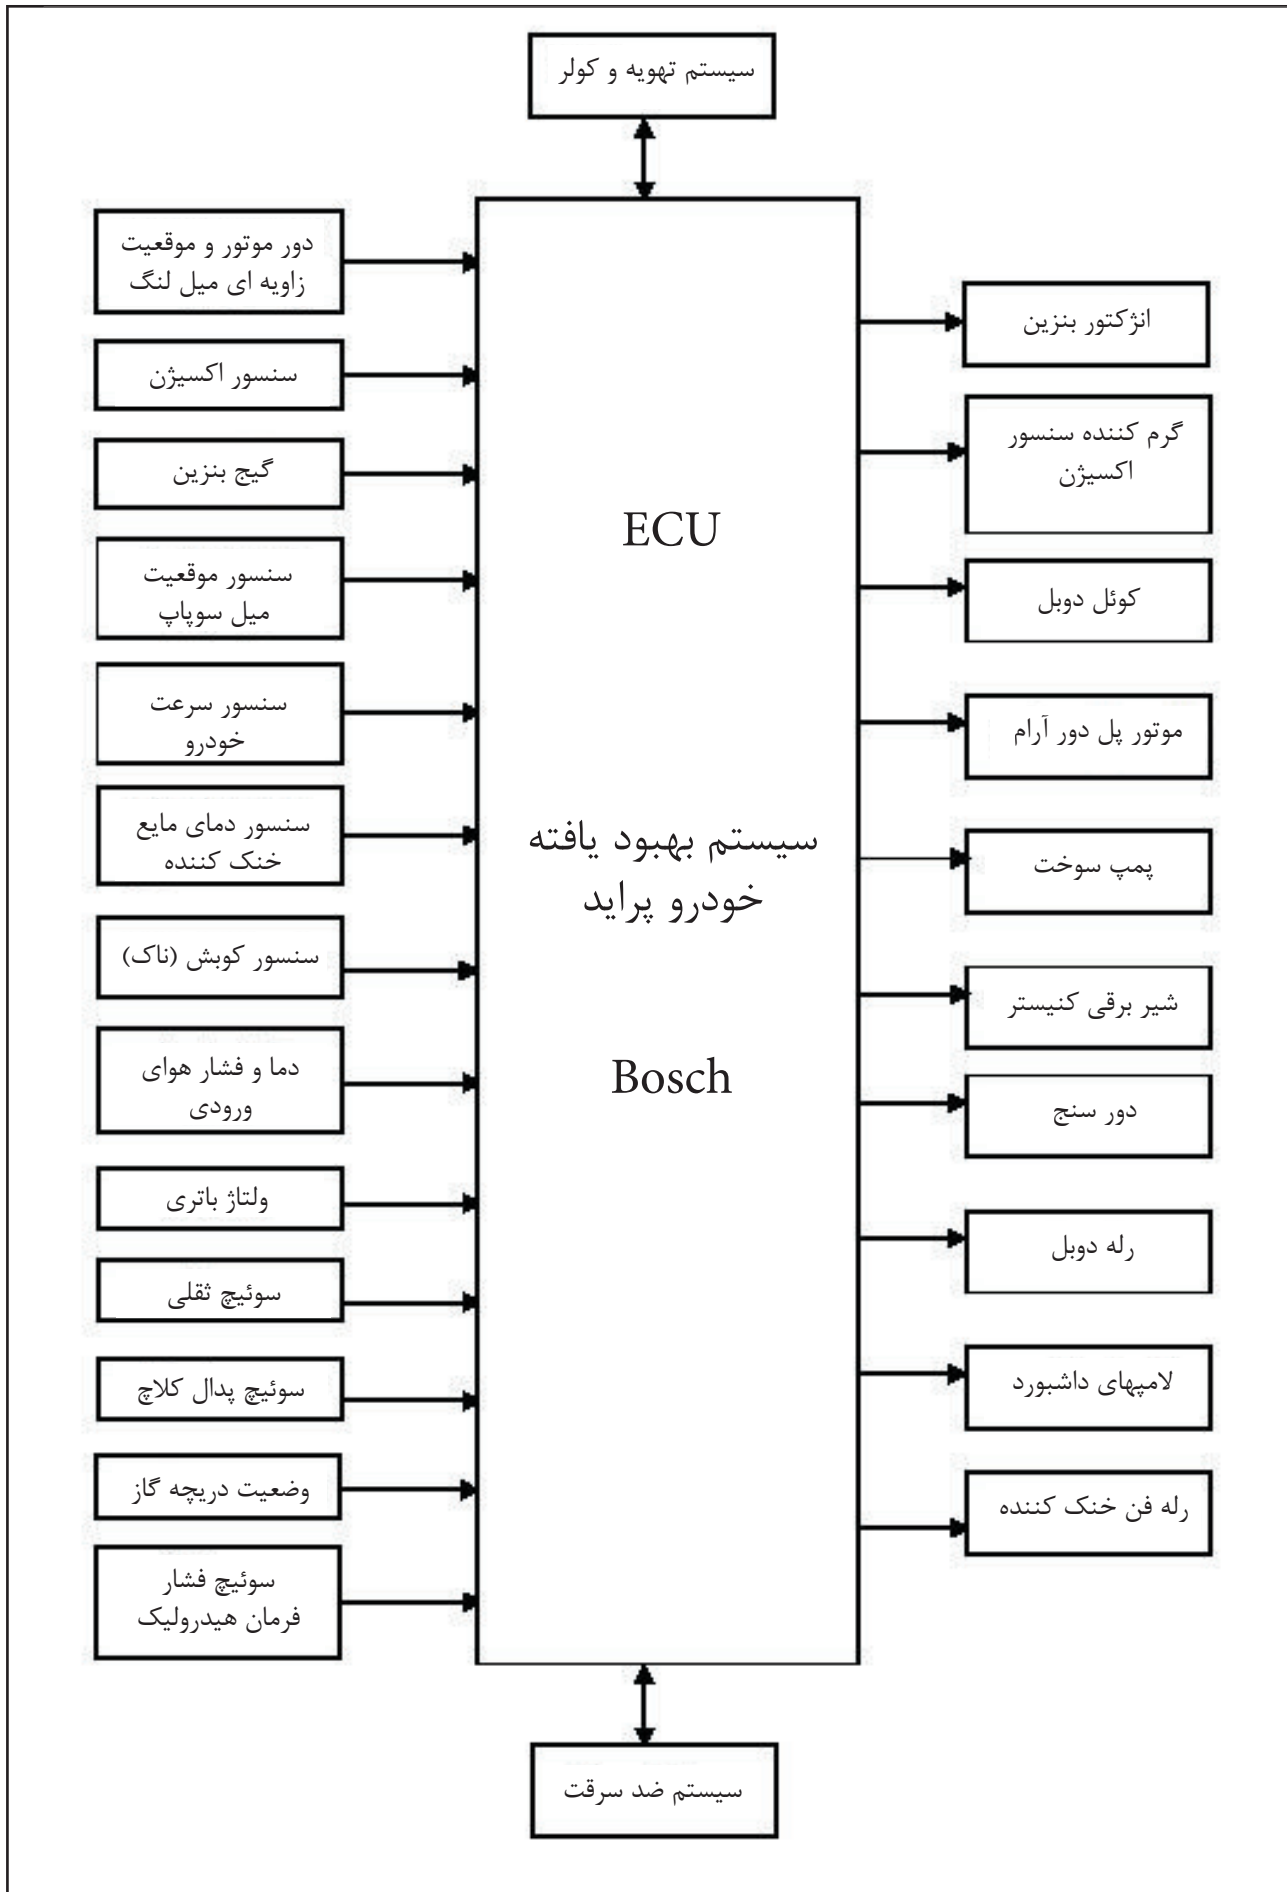 سیستم تهویه و کولر
دور موتور و موقعیت
زاویه ای میل لنگ
سنسور اکسیژن
گیج بنزین
سنسور موقعیت
میل سوپاپ
سنسور سرعت
خودرو
سنسور دمای مایع
خنک کننده
سنسور کوبش (ناک)
دما و فشار هوای
ورودی
ولتاژ باتری
سوئیچ ثقلی
سوئیچ پدال کلاچ
وضعیت دریچه گاز
سوئیچ فشار
فرمان هیدرولیک
ECU
سیستم بهبود یافته
خودرو پراید
Bosch
انژکتور بنزین
گرم کننده سنسور
اکسیژن
کوئل دوبل
موتور پل دور آرام
پمپ سوخت
شیر برقی کنیستر
دور سنج
رله دوبل
لامپهای داشبورد
رله فن خنک کننده
سیستم ضد سرقت